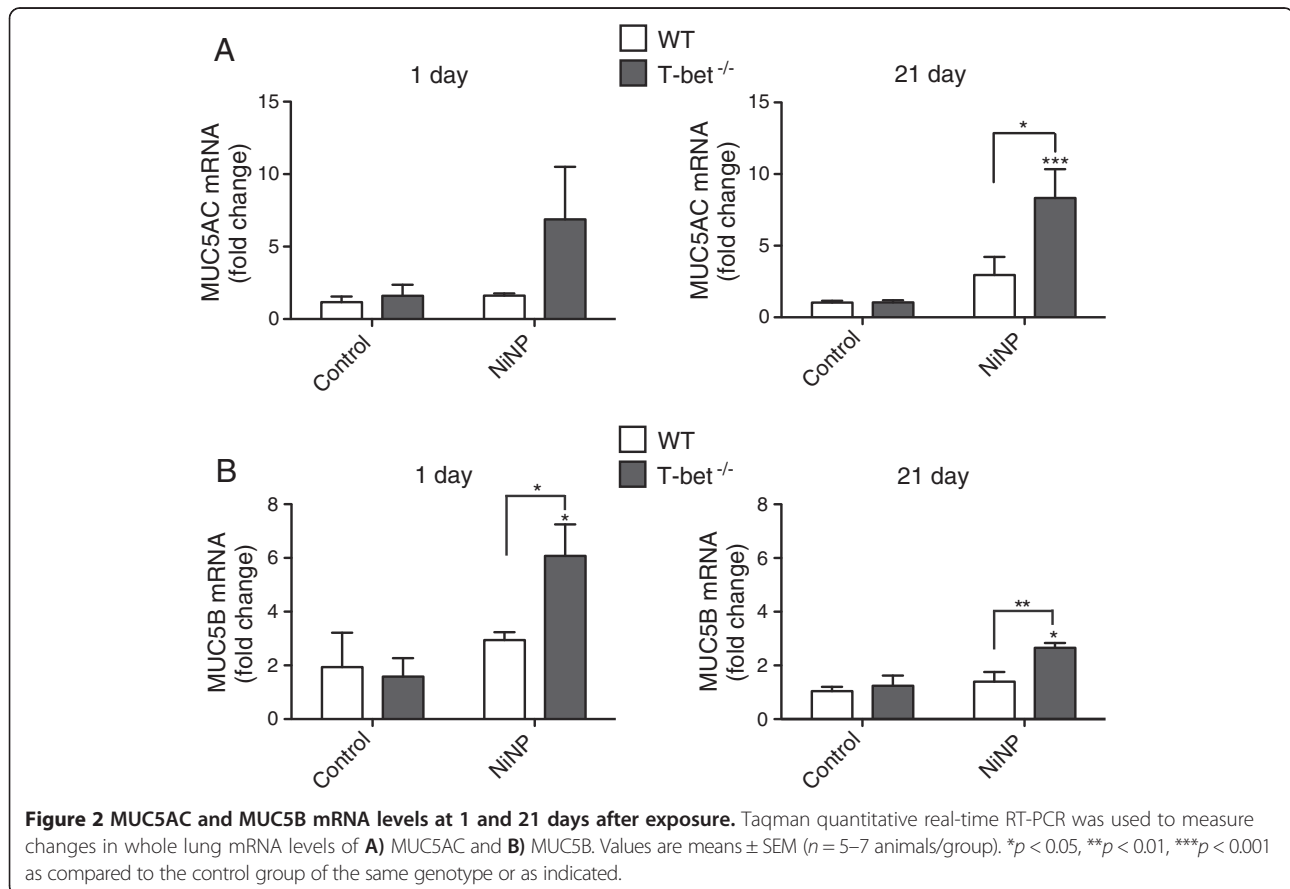 A
WT
T-bet -/-
1 day
21 day
MUC5AC mRNA
(fold change)
15
10
5
0
Control
NiNP
MUC5AC mRNA
(fold change)
15
10
5
0
*
***
Control
NiNP
B
WT
T-bet -/-
1 day
21 day
MUC5B mRNA
(fold change)
8
6
4
2
0
*
*
Control
NiNP
MUC5B mRNA
(fold change)
8
6
4
2
0
**
*
Control
NiNP
Figure 2 MUC5AC and MUC5B mRNA levels at 1 and 21 days after exposure. Taqman quantitative real-time RT-PCR was used to measure
changes in whole lung mRNA levels of A) MUC5AC and B) MUC5B. Values are means ± SEM (n = 5–7 animals/group). *p < 0.05, **p < 0.01, ***p < 0.001
as compared to the control group of the same genotype or as indicated.